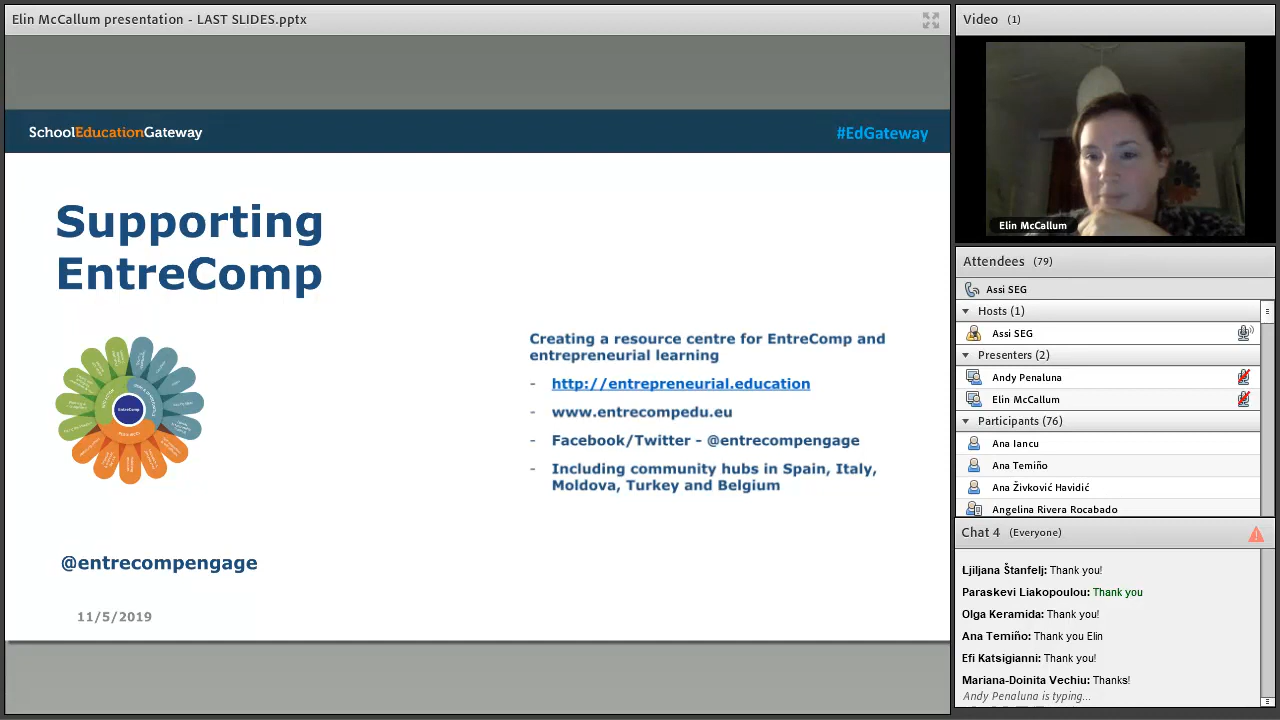 Elin McCallum presentation - LAST SLIDES.pptx
SchoolEducationGateway
#EdGateway
Supporting
EntreComp
EntreComp
Creating a resource centre for EntreComp and
entrepreneurial learning
- http://entrepreneurial.education
- www.entrecompedu.eu
- Facebook/Twitter - @entrecompengage
- Including community hubs in Spain, Italy,
Moldova, Turkey and Belgium
@entrecompengage
11/5/2019
Video (1)
Elin McCallum
Attendees (79)
Assi SEG
Hosts (1)
Assi SEG
Presenters (2)
Andy Penaluna
Elin McCallum
Participants (76)
Ana Iancu
Ana Temiño
Ana Živković Havidić
Angelina Rivera Rocabado
Chat 4 (Everyone)
Ljiljana Štanfelj: Thank you!
Paraskevi Liakopoulou: Thank you
Olga Keramida: Thank you!
Ana Temiño: Thank you Elin
Efi Katsigianni: Thank you!
Mariana-Doinita Vechiu: Thanks!
Andy Penaluna is typing...